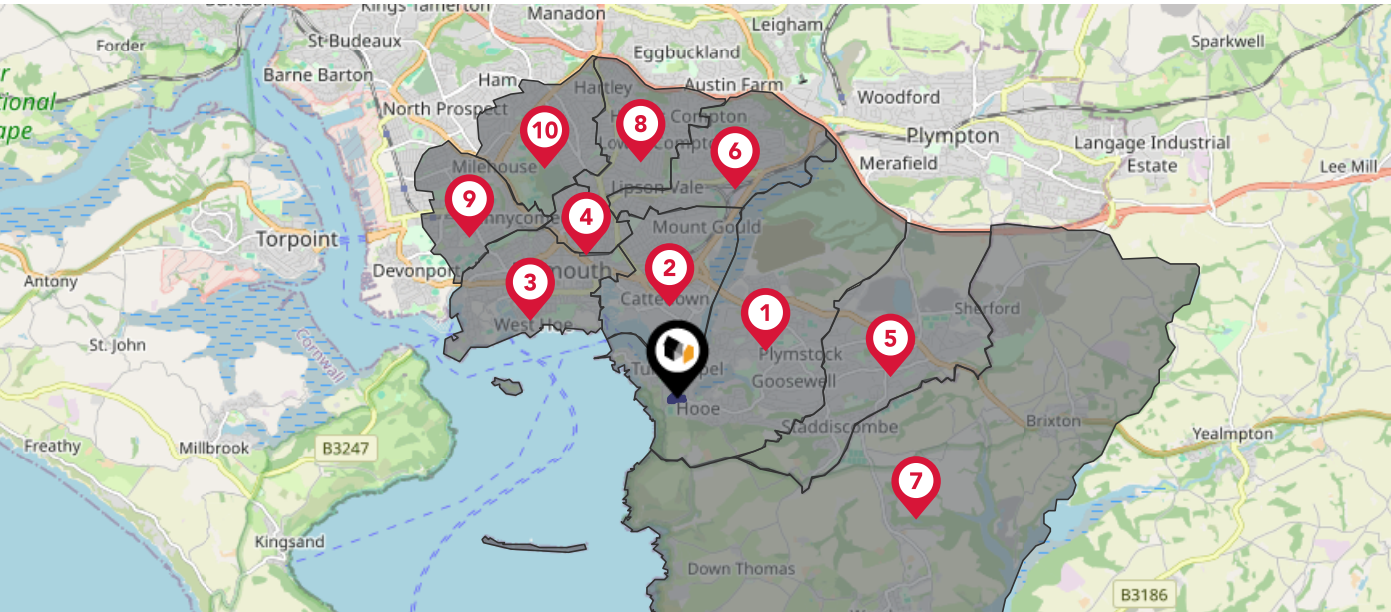 Kings Tamerton
Manadon
Leigham
Forder
St Budeaux
Eggbuckland
Sparkwell
Barne Barton
Ham
Hartley
Austin Farm
Woodford
North Prospect
Compton
10
8
Plympton
Langage Industrial
Estate
6
Merafield
Lee Mill
Milehouse
Lipson Vale
9
4
Mount Gould
Torpoint
Antony
Devonport
mouth
2
3
Cattedown
Sherford
West Hoe
1
St. John
5
Plymstock
Goosewell
Cornwall
Hooe
Staddiscombe
Brixton
Freathy
Millbrook
B3247
Yealmpton
7
Kingsand
Down Thomas
B3186